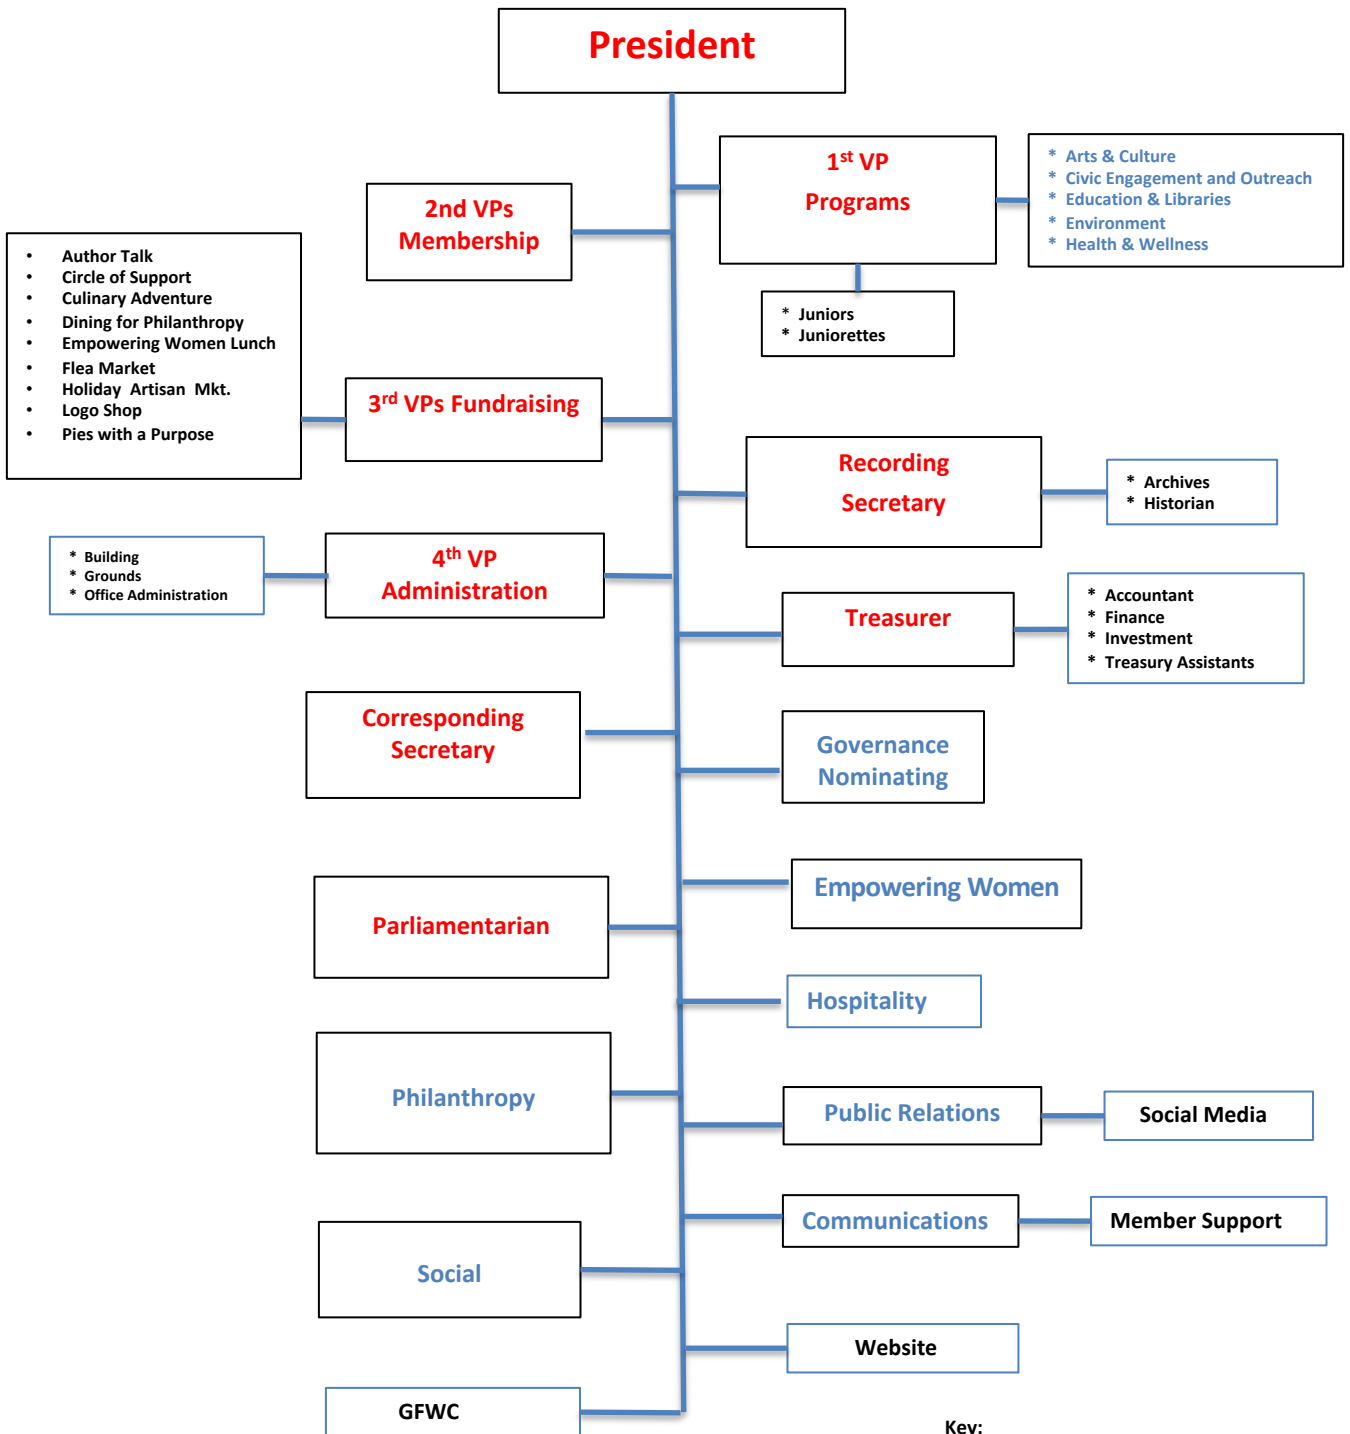 President
1st VP
Programs
* Arts & Culture
* Civic Engagement and Outreach
* Education & Libraries
* Environment
* Health & Wellness
2nd VPs
Membership
* Juniors
* Juniorettes
• Author Talk
• Circle of Support
• Culinary Adventure
• Dining for Philanthropy
• Empowering Women Lunch
• Flea Market
• Holiday Artisan Mkt.
• Logo Shop
• Pies with a Purpose
3rd VPs Fundraising
Recording
Secretary
* Archives
* Historian
* Building
* Grounds
* Office Administration
4th VP
Administration
Treasurer
* Accountant
* Finance
* Investment
* Treasury Assistants
Corresponding
Secretary
Governance
Nominating
Empowering Women
Parliamentarian
Hospitality
Philanthropy
Public Relations
Social Media
Communications
Member Support
Social
Website
GFWC
Key: